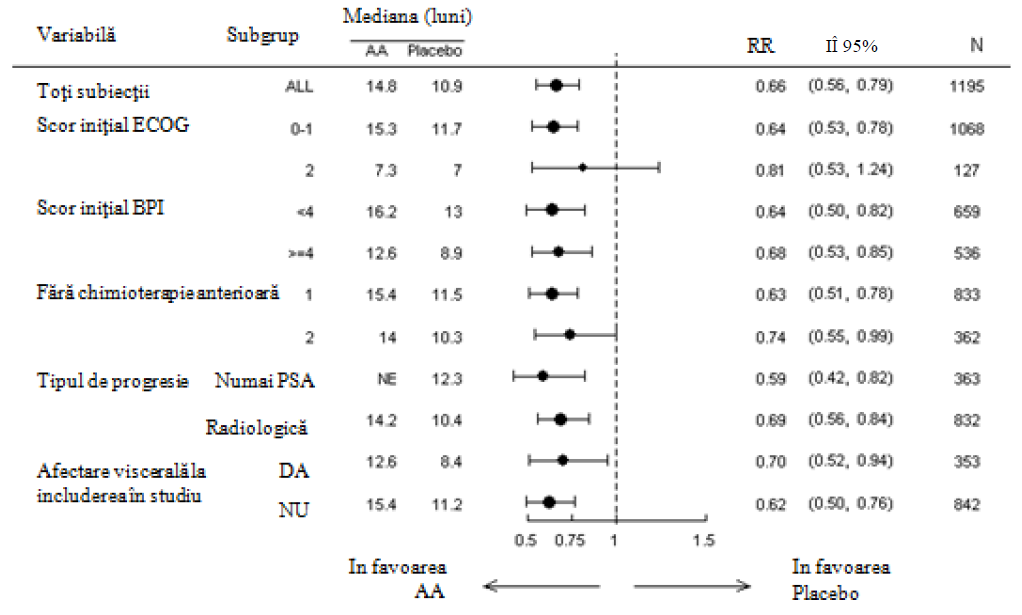 Variabilă Subgrup Mediana (luni) RR IÎ 95% N
AA Placebo
Toți subiecții ALL 14.8 10.9 0.66 (0.56, 0.79) 1195
Scor inițial ECOG 0-1 15.3 11.7 0.64 (0.53, 0.78) 1068
2 7.3 7 0.81 (0.53, 1.24) 127
Scor inițial BPI <4 16.2 13 0.64 (0.50, 0.82) 659
>=4 12.6 8.9 0.68 (0.53, 0.85) 536
Fără chimioterapie anterioară 1 15.4 11.5 0.63 (0.51, 0.78) 833
2 14 10.3 0.74 (0.55, 0.99) 362
Tipul de progresie Numai PSA NE 12.3 0.59 (0.42, 0.82) 363
Radiologică 14.2 10.4 0.69 (0.56, 0.84) 832
Afectare viscerală la includerea în studiu DA 12.6 8.4 0.70 (0.52, 0.94) 353
NU 15.4 11.2 0.62 (0.50, 0.76) 842
0.5 0.75 1 1.5
In favoarea AA
In favoarea Placebo